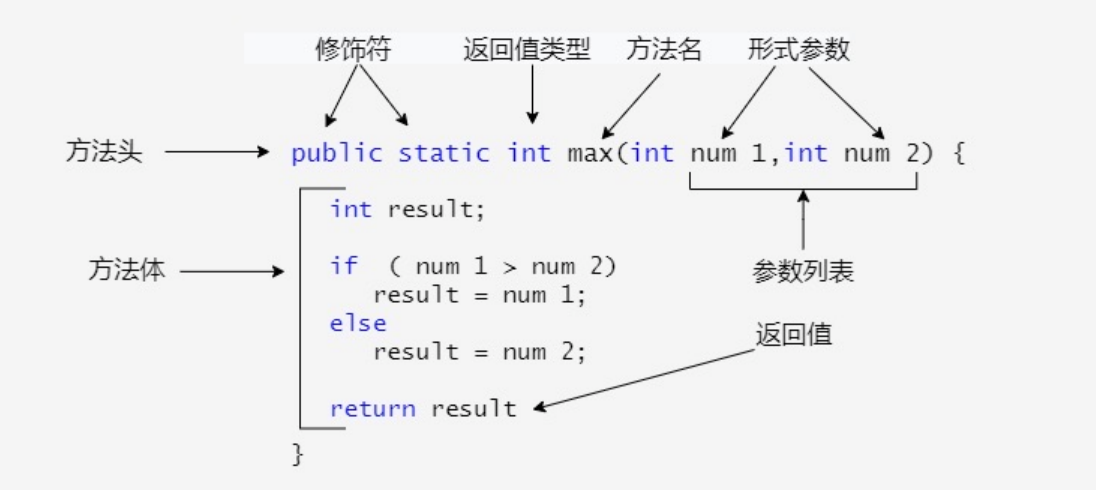 修饰符 返回值类型 方法名 形式参数
方法头 public static int max(int num 1,int num 2) {
int result;
方法体 if ( num 1 > num 2) 参数列表
result = num 1;
else
返回值
result = num 2;
return result
}